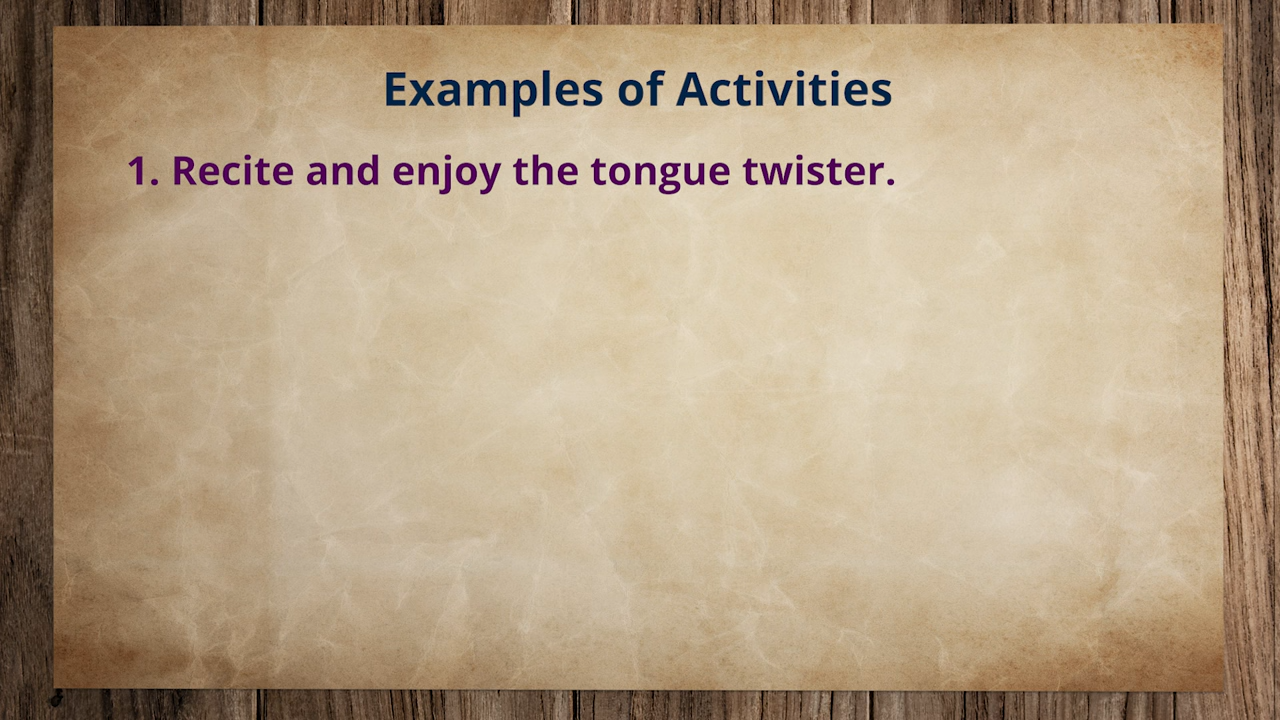 Examples of Activities
1. Recite and enjoy the tongue twister.